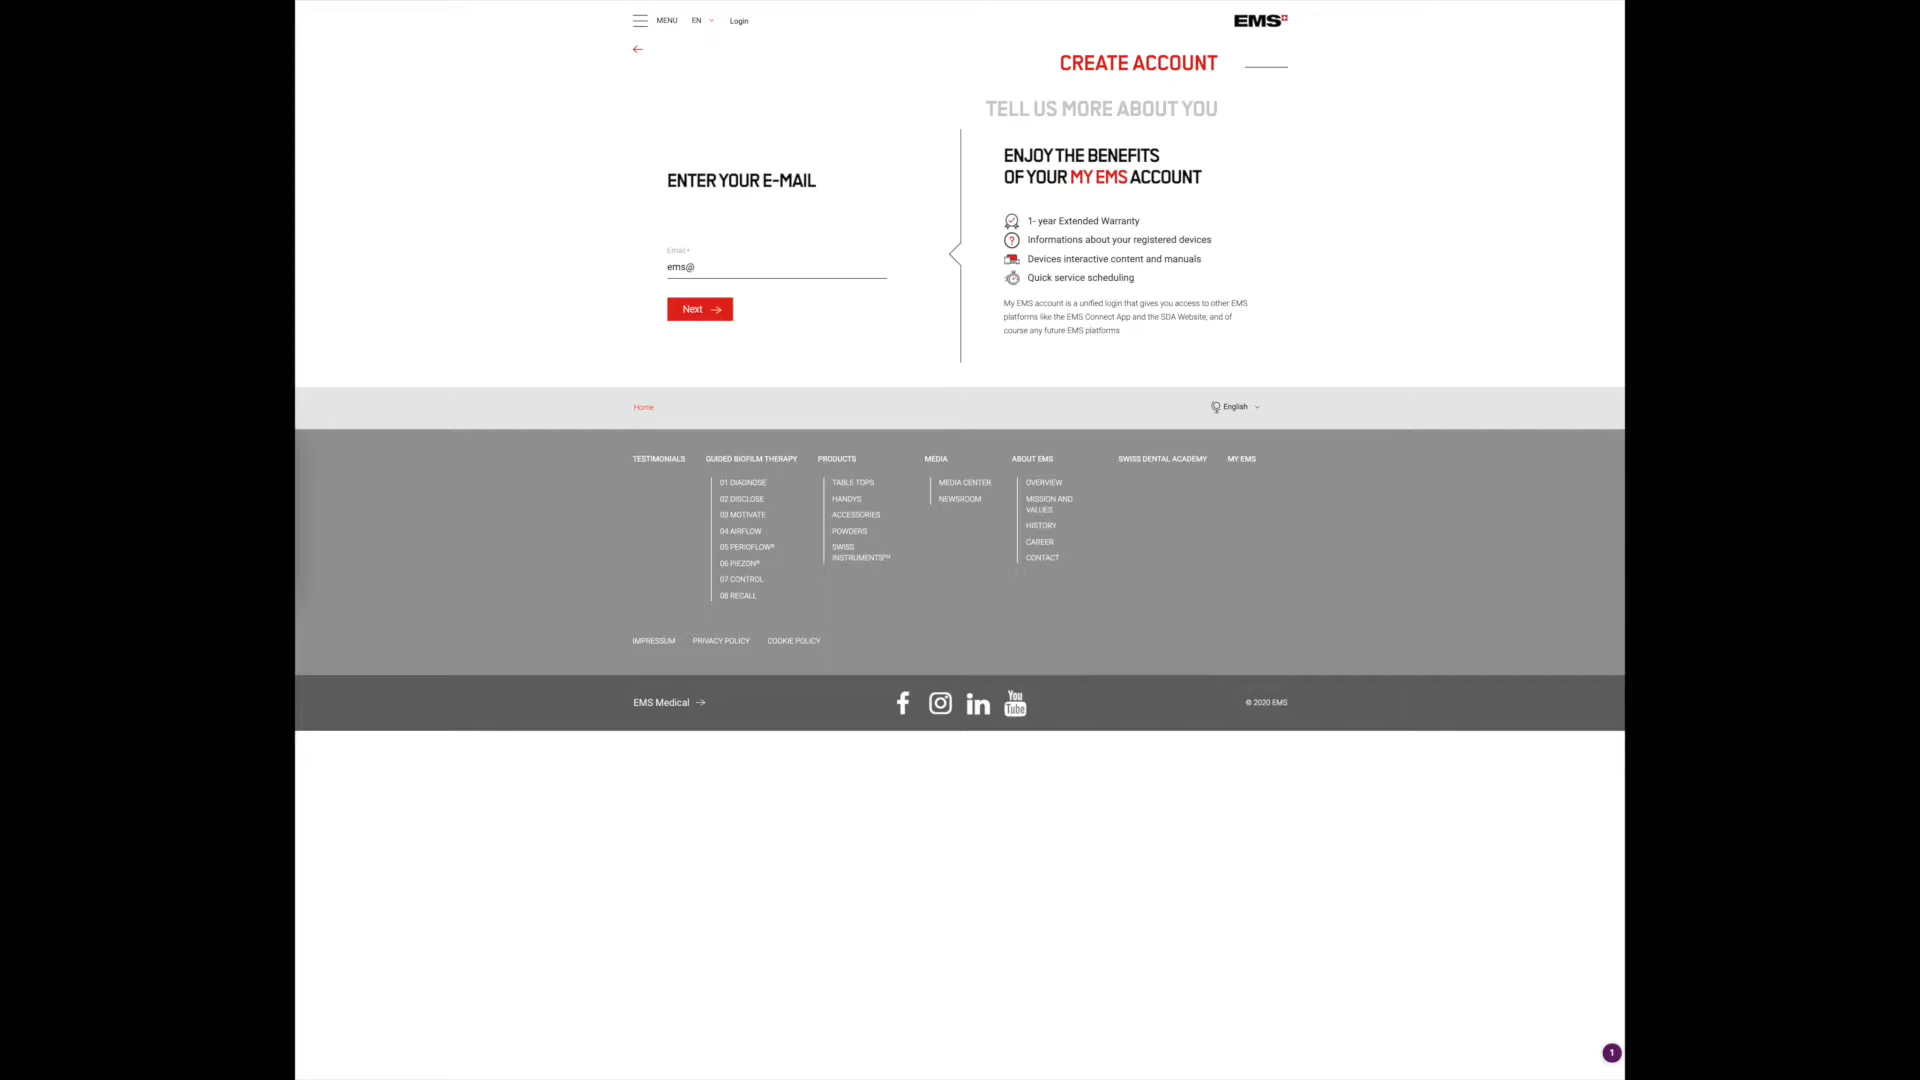 MENU EN Login EMS
CREATE ACCOUNT
TELL US MORE ABOUT YOU
ENTER YOUR E-MAIL
Email *
ems@
Next
ENJOY THE BENEFITS
OF YOUR MY EMS ACCOUNT
1- year Extended Warranty
Informations about your registered devices
Devices interactive content and manuals
Quick service scheduling
My EMS account is a unified login that gives you access to other EMS
platforms like the EMS Connect App and the SDA Website, and of
course any future EMS platforms
Home English
TESTIMONIALS
GUIDED BIOFILM THERAPY
01 DIAGNOSE
02 DISCLOSE
03 MOTIVATE
04 AIRFLOW
05 PERIOFLOW®
06 PIEZON®
07 CONTROL
08 RECALL
PRODUCTS
TABLE TOPS
HANDYS
ACCESSORIES
POWDERS
SWISS
INSTRUMENTS™
MEDIA
MEDIA CENTER
NEWSROOM
ABOUT EMS
OVERVIEW
MISSION AND
VALUES
HISTORY
CAREER
CONTACT
SWISS DENTAL ACADEMY
MY EMS
IMPRESSUM PRIVACY POLICY COOKIE POLICY
EMS Medical
You
Tube
© 2020 EMS
1